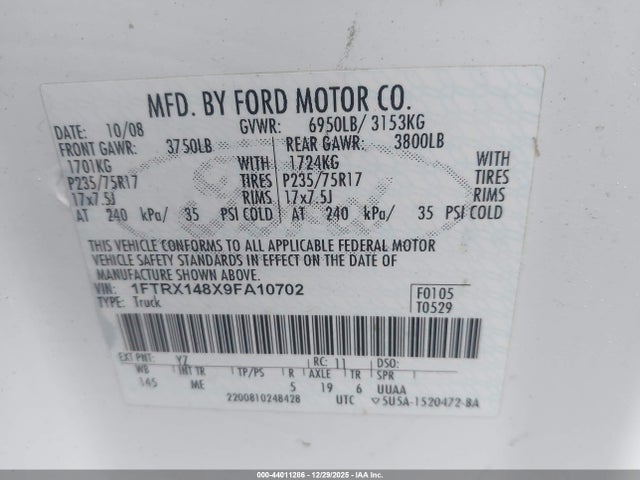 MFD. BY FORD MOTOR CO.
DATE: 10/08 GVWR: 6950LB/ 3153KG
FRONT GAWR: 3750LB REAR GAWR: 3800LB
1701KG WITH 1724KG WITH
P235/75R17 TIRES P235/75R17 TIRES
17x7.5J RIMS 17x7.5J RIMS
AT 240 kPa/ 35 PSI COLD AT 240 kPa/ 35 PSI COLD
THIS VEHICLE CONFORMS TO ALL APPLICABLE FEDERAL MOTOR
VEHICLE SAFETY STANDARDS IN EFFECT ON THE DATE OF
MANUFACTURE SHOWN ABOVE.
VIN: 1FTRX148X9FA10702 F0105
TYPE: Truck T0529
EXT PNT: YZ RC: 11 DSO:
WB INT TR TP/PS R AXLE TR SPR
145 ME 5 19 6 UUAA
2200810248428 UTC 5U5A-1520472-BA
000-44011286 - 12/29/2025 - IAAI.COM